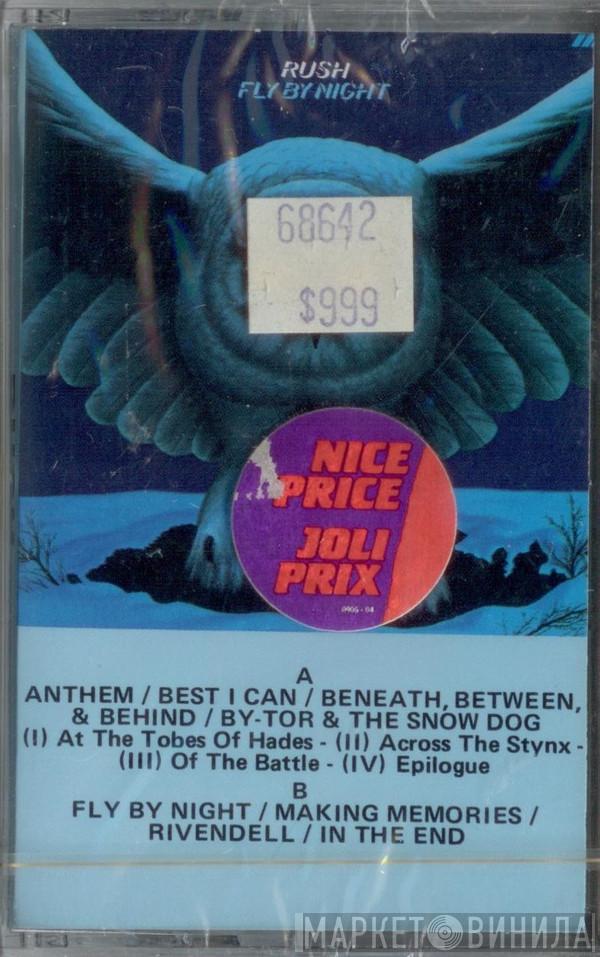 RUSH
FLY BY NIGHT
68642
$999
NICE
PRICE
JOLI
PRIX
A
ANTHEM / BEST I CAN / BENEATH, BETWEEN,
& BEHIND / BY-TOR & THE SNOW DOG
(I) At The Tobes Of Hades - (II) Across The Stynx -
(III) Of The Battle - (IV) Epilogue
B
FLY BY NIGHT / MAKING MEMORIES /
RIVENDELL / IN THE END
МАРКЕТ ВИНИЛА